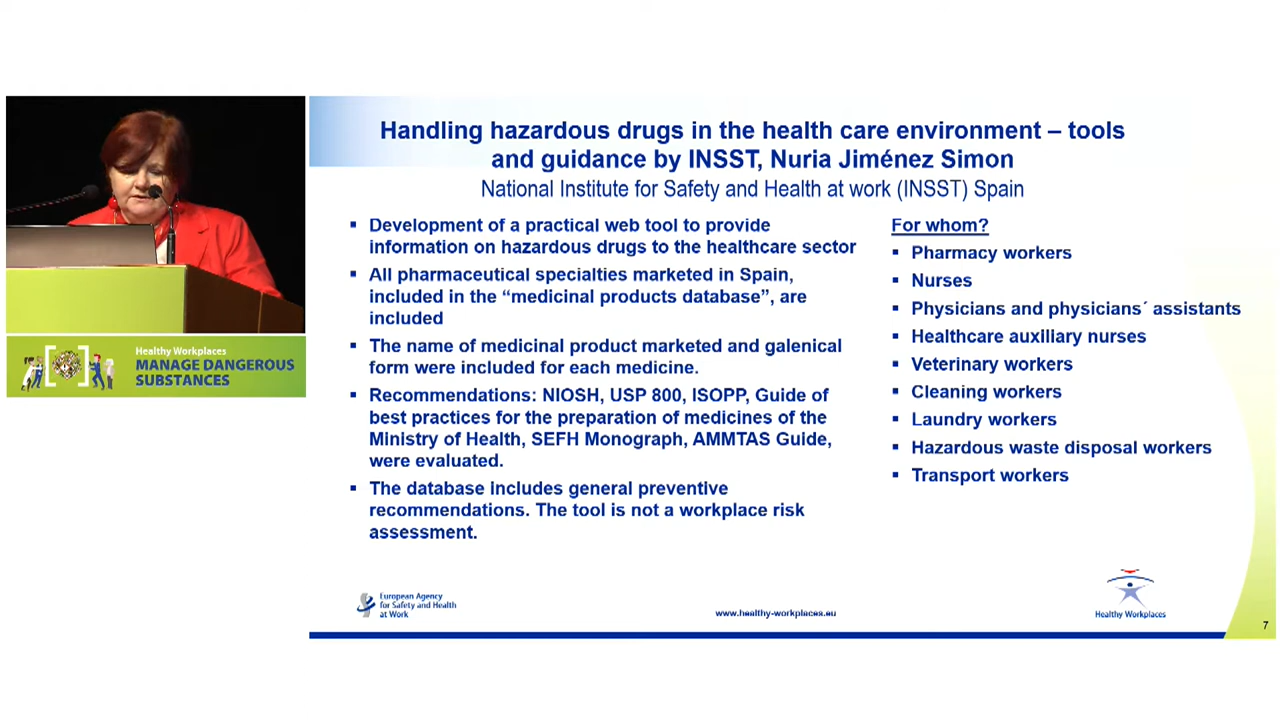 Handling hazardous drugs in the health care environment – tools
and guidance by INSST, Nuria Jiménez Simon
National Institute for Safety and Health at work (INSST) Spain
▪ Development of a practical web tool to provide
information on hazardous drugs to the healthcare sector
▪ All pharmaceutical specialties marketed in Spain,
included in the “medicinal products database”, are
included
▪ The name of medicinal product marketed and galenical
form were included for each medicine.
▪ Recommendations: NIOSH, USP 800, ISOPP, Guide of
best practices for the preparation of medicines of the
Ministry of Health, SEFH Monograph, AMMTAS Guide,
were evaluated.
▪ The database includes general preventive
recommendations. The tool is not a workplace risk
assessment.
For whom?
▪ Pharmacy workers
▪ Nurses
▪ Physicians and physicians´ assistants
▪ Healthcare auxiliary nurses
▪ Veterinary workers
▪ Cleaning workers
▪ Laundry workers
▪ Hazardous waste disposal workers
▪ Transport workers
Healthy Workplaces
MANAGE DANGEROUS
SUBSTANCES
European Agency
for Safety and Health
at Work
www.healthy-workplaces.eu
Healthy Workplaces
7